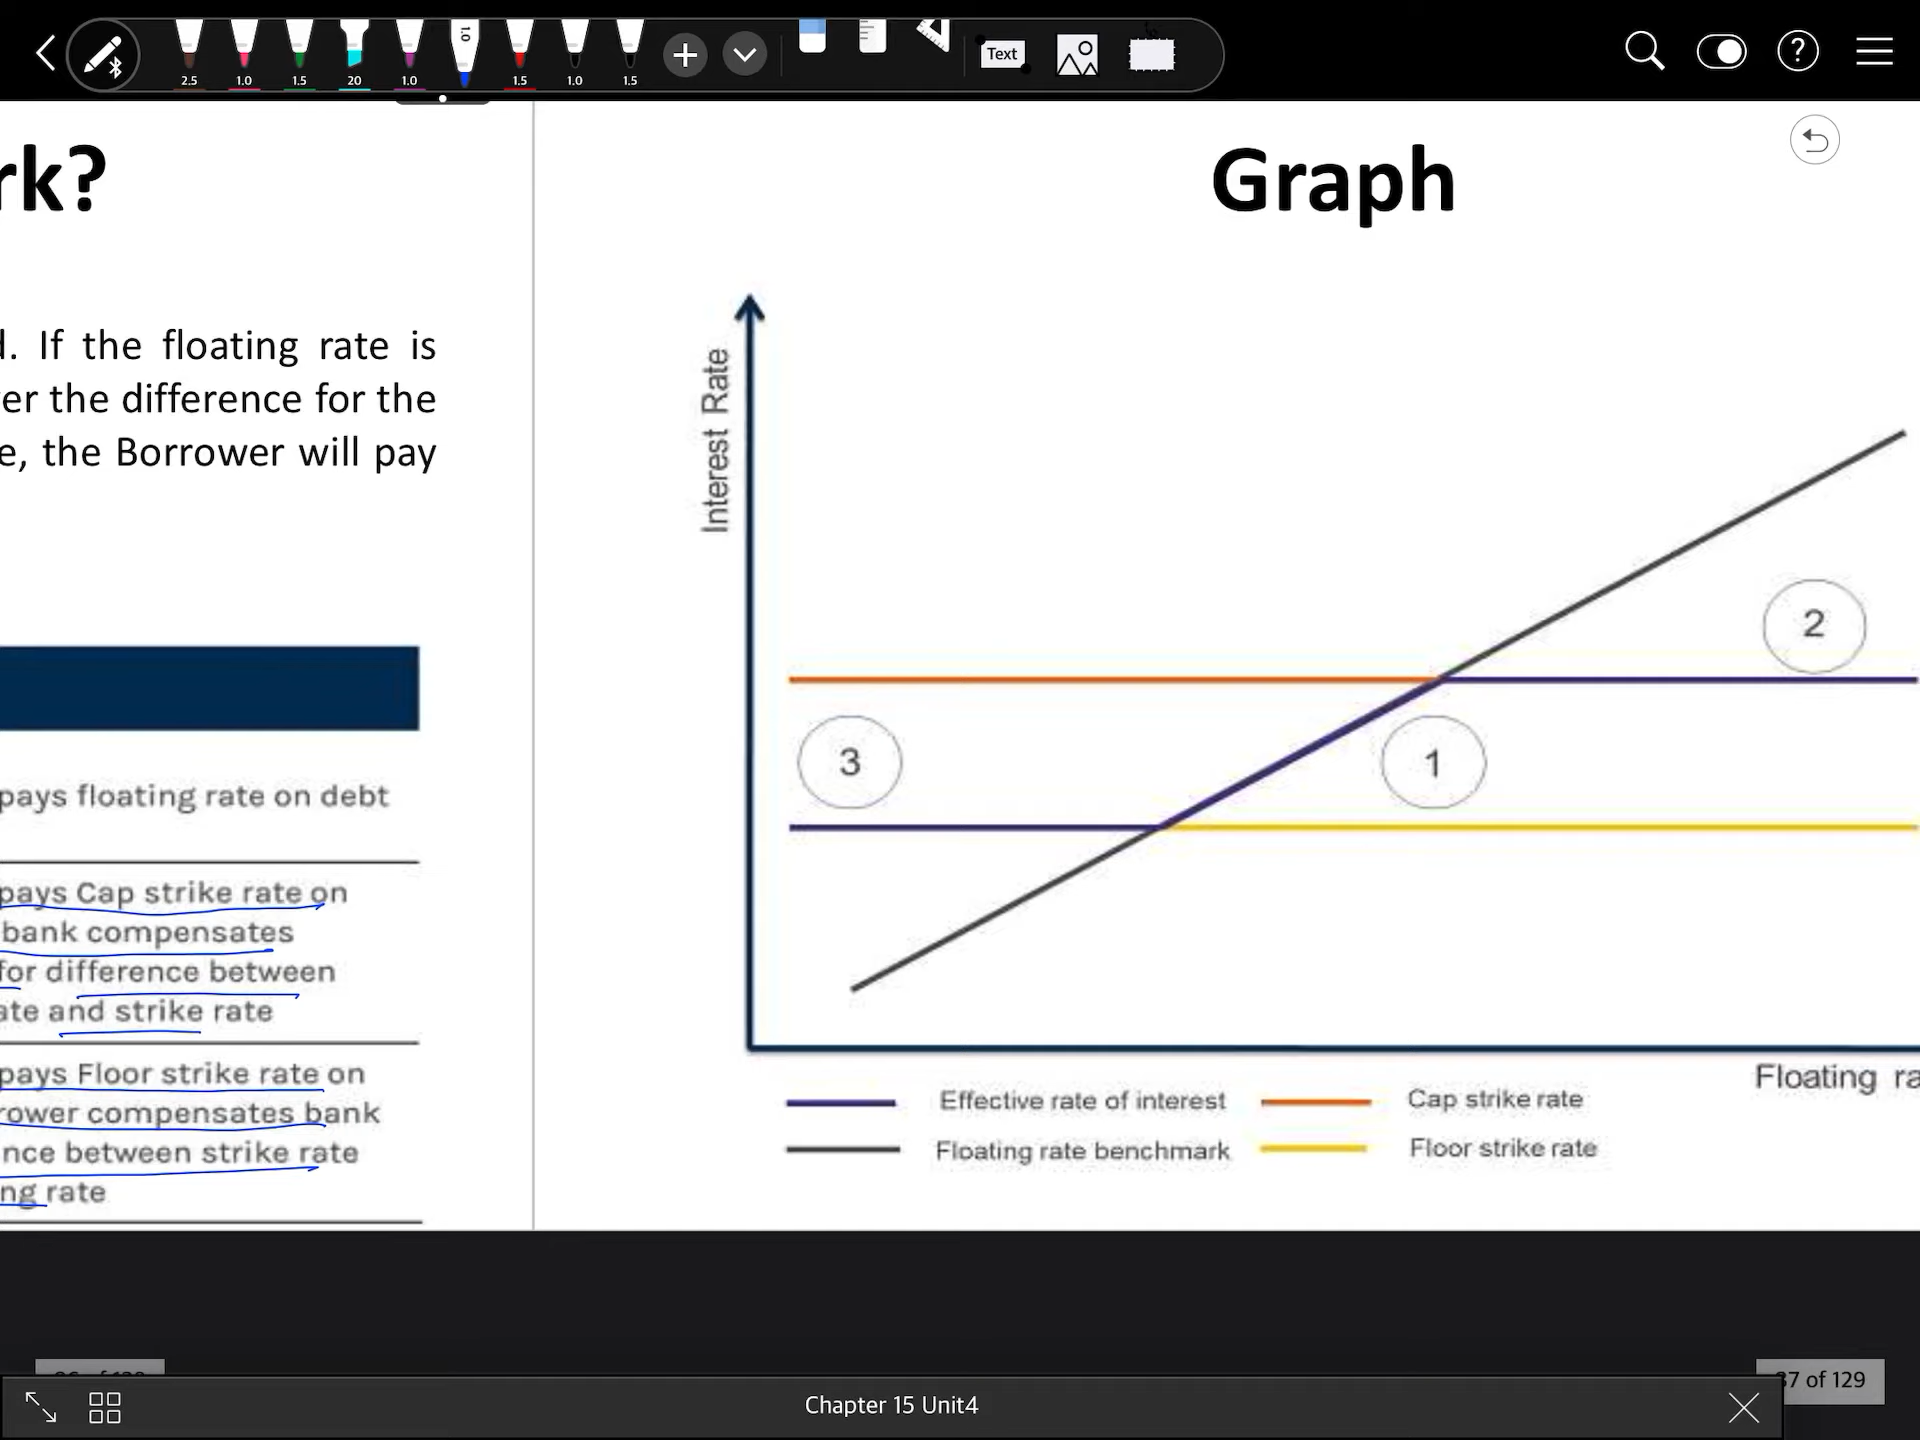 1.0
2.5
1.0
1.5
20
1.0
1.5
1.0
1.5
Text
rk?
d. If the floating rate is
er the difference for the
e, the Borrower will pay
pays floating rate on debt
pays Cap strike rate on
bank compensates
for difference between
ate and strike rate
pays Floor strike rate on
rower compensates bank
nce between strike rate
ng rate
Graph
Interest Rate
2
3
1
Floating ra
Effective rate of interest
Cap strike rate
Floating rate benchmark
Floor strike rate
37 of 129
Chapter 15 Unit4